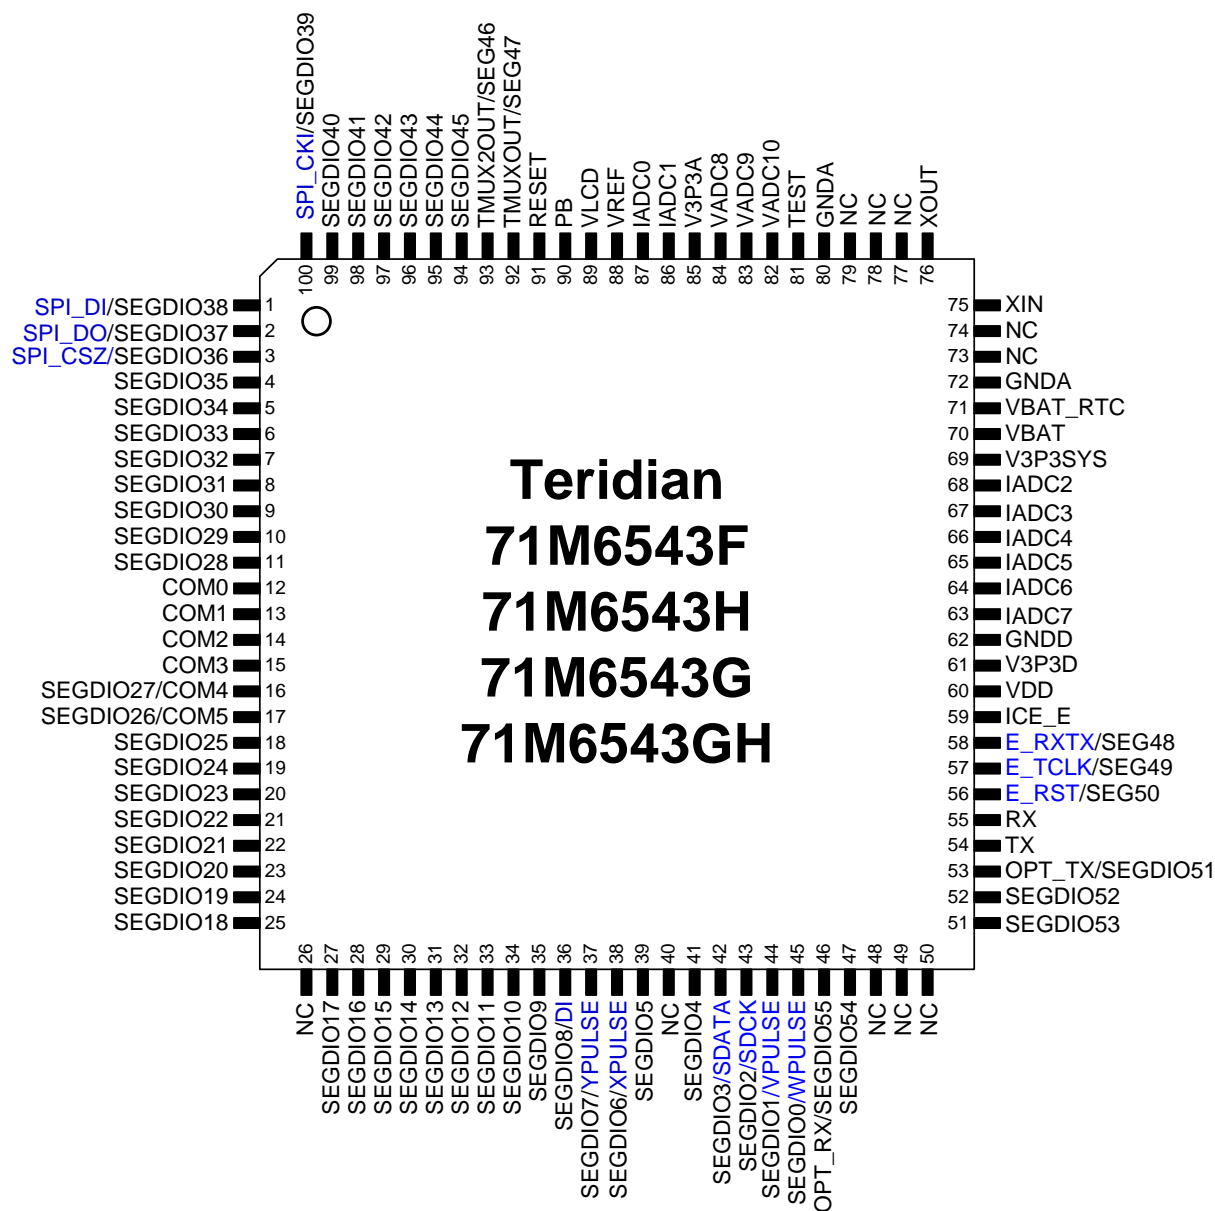 SPI_CKI/SEGDIO39
SEGDIO40
SEGDIO41
SEGDIO42
SEGDIO43
SEGDIO44
SEGDIO45
TMUX2OUT/SEG46
TMUXOUT/SEG47
RESET
PB
VLCD
VREF
IADC0
IADC1
V3P3A
VADC8
VADC9
VADC10
TEST
GNDA
NC
NC
NC
XOUT
100
99
98
97
96
95
94
93
92
91
90
89
88
87
86
85
84
83
82
81
80
79
78
77
76
SPI_DI/SEGDIO38 1
SPI_DO/SEGDIO37 2
SPI_CSZ/SEGDIO36 3
SEGDIO35 4
SEGDIO34 5
SEGDIO33 6
SEGDIO32 7
SEGDIO31 8
SEGDIO30 9
SEGDIO29 10
SEGDIO28 11
COM0 12
COM1 13
COM2 14
COM3 15
SEGDIO27/COM4 16
SEGDIO26/COM5 17
SEGDIO25 18
SEGDIO24 19
SEGDIO23 20
SEGDIO22 21
SEGDIO21 22
SEGDIO20 23
SEGDIO19 24
SEGDIO18 25
Teridian
71M6543F
71M6543H
71M6543G
71M6543GH
75 XIN
74 NC
73 NC
72 GNDA
71 VBAT_RTC
70 VBAT
69 V3P3SYS
68 IADC2
67 IADC3
66 IADC4
65 IADC5
64 IADC6
63 IADC7
62 GNDD
61 V3P3D
60 VDD
59 ICE_E
58 E_RXTX/SEG48
57 E_TCLK/SEG49
56 E_RST/SEG50
55 RX
54 TX
53 OPT_TX/SEGDIO51
52 SEGDIO52
51 SEGDIO53
26
27
28
29
30
31
32
33
34
35
36
37
38
39
40
41
42
43
44
45
46
47
48
49
50
NC
SEGDIO17
SEGDIO16
SEGDIO15
SEGDIO14
SEGDIO13
SEGDIO12
SEGDIO11
SEGDIO10
SEGDIO9
SEGDIO8/DI
SEGDIO7/YPULSE
SEGDIO6/XPULSE
SEGDIO5
NC
SEGDIO4
SEGDIO3/SDATA
SEGDIO2/SDCK
SEGDIO1/VPULSE
SEGDIO0/WPULSE
OPT_RX/SEGDIO55
SEGDIO54
NC
NC
NC